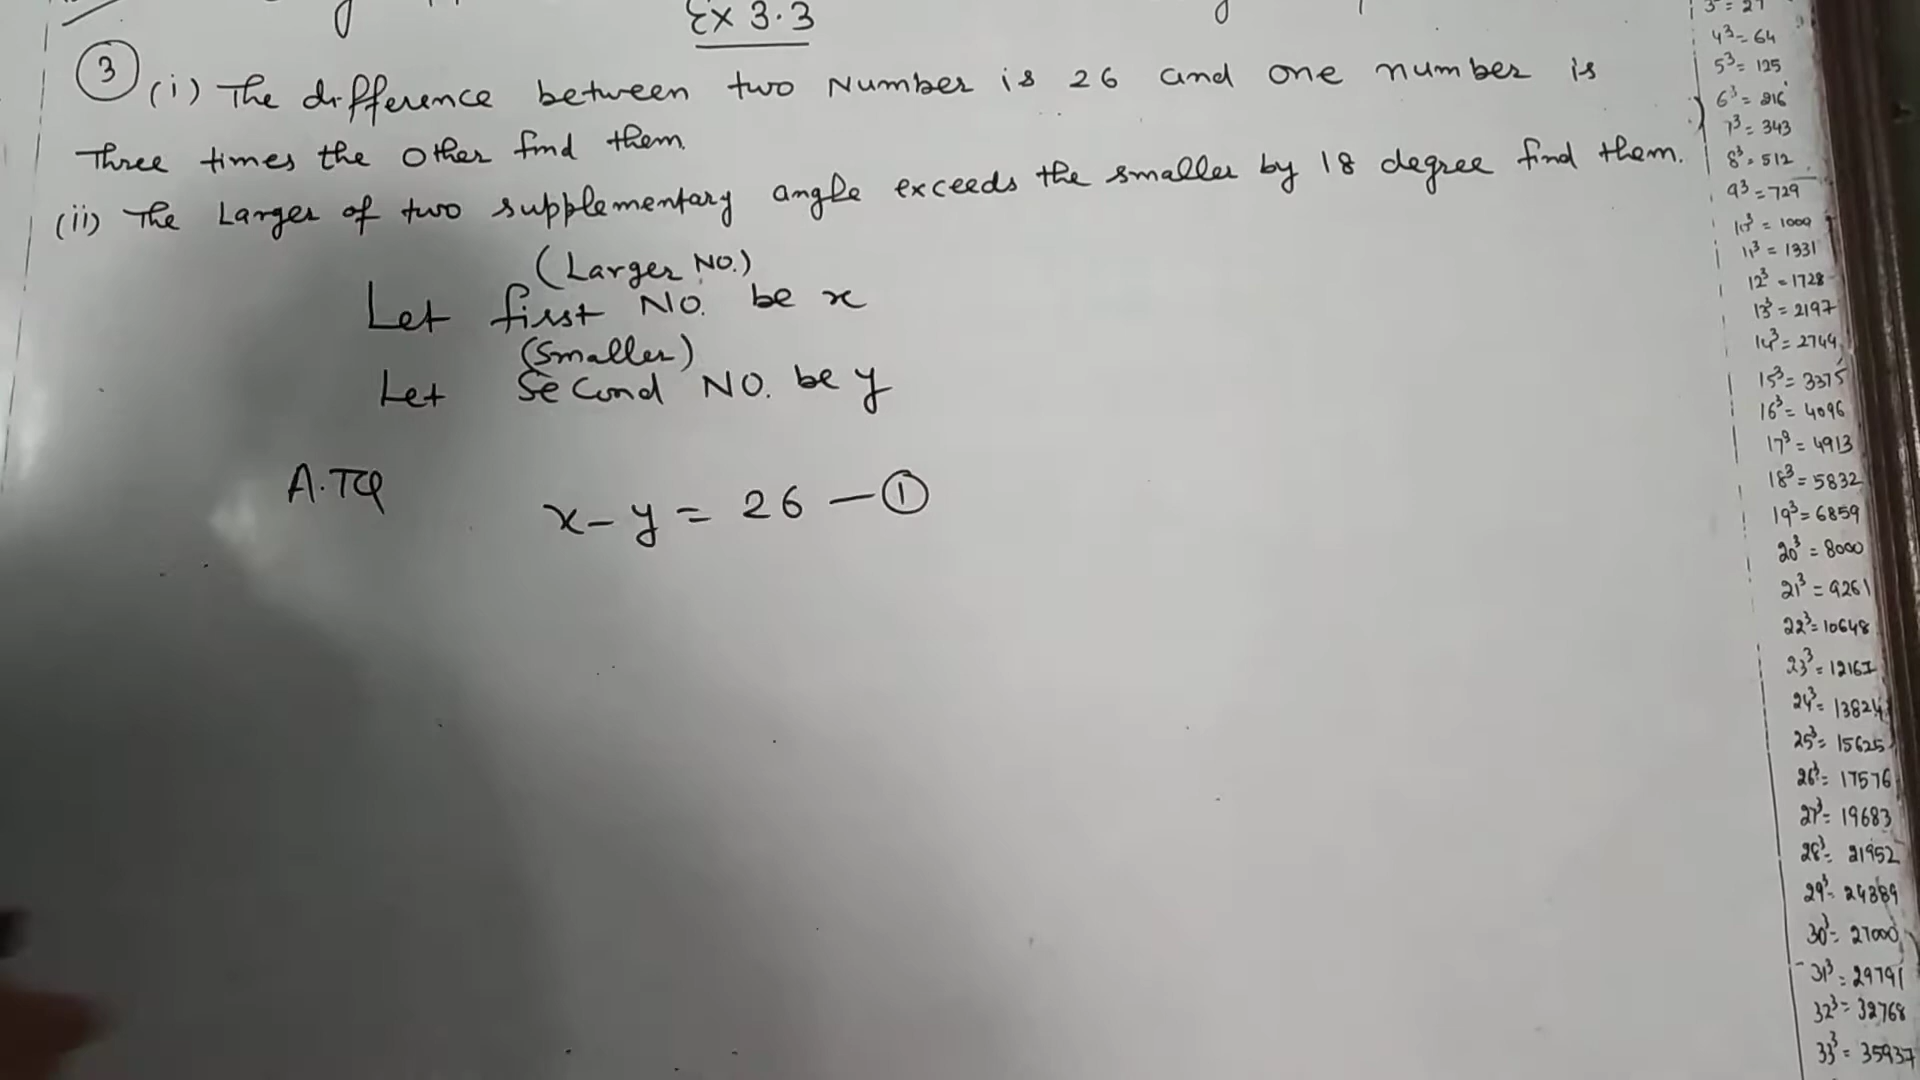 Ex 3.3
3 (i) The difference between two Number is 26 and one number is
Three times the other find them.
(ii) The Larger of two supplementary angle exceeds the smaller by 18 degree find them.
(Larger No.)
Let first NO. be x
(Smaller)
Let Second NO. be y
A.TQ
x - y = 26 — ①
3³ = 27
4³ = 64
5³ = 125
6³ = 216
7³ = 343
8³ = 512
9³ = 729
10³ = 1000
11³ = 1331
12³ = 1728
13³ = 2197
14³ = 2744
15³ = 3375
16³ = 4096
17³ = 4913
18³ = 5832
19³ = 6859
20³ = 8000
21³ = 9261
22³ = 10648
23³ = 12167
24³ = 13824
25³ = 15625
26³ = 17576
27³ = 19683
28³ = 21952
29³ = 24389
30³ = 27000
31³ = 29791
32³ = 32768
33³ = 35937